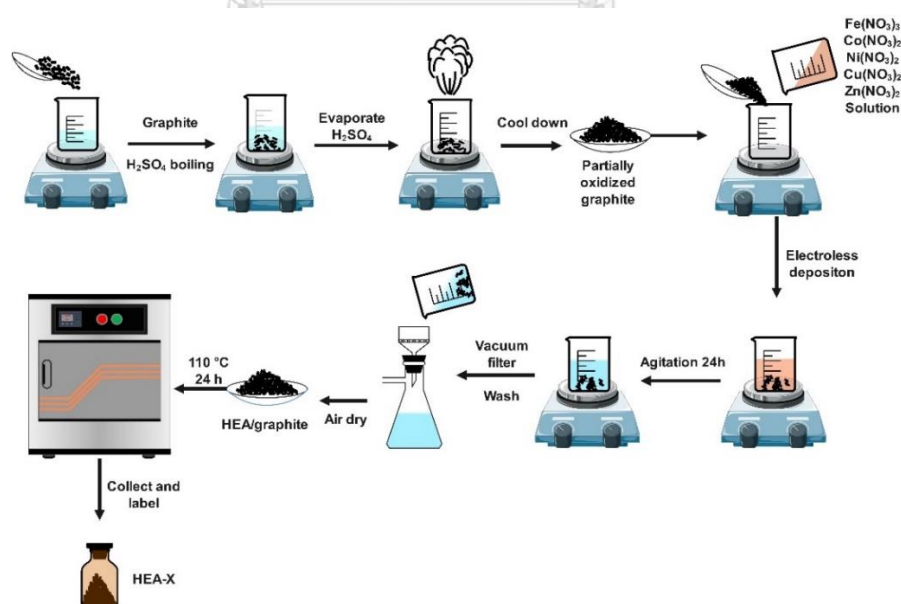 Fe(NO₃)₃
Co(NO₃)₂
Ni(NO₃)₂
Cu(NO₃)₂
Zn(NO₃)₂
Solution
Graphite
H₂SO₄ boiling
Evaporate
H₂SO₄
Cool down
Partially
oxidized
graphite
Electroless
depositon
Agitation 24h
Vacuum
filter
Wash
Air dry
HEA/graphite
110 °C
24 h
Collect and
label
HEA-X